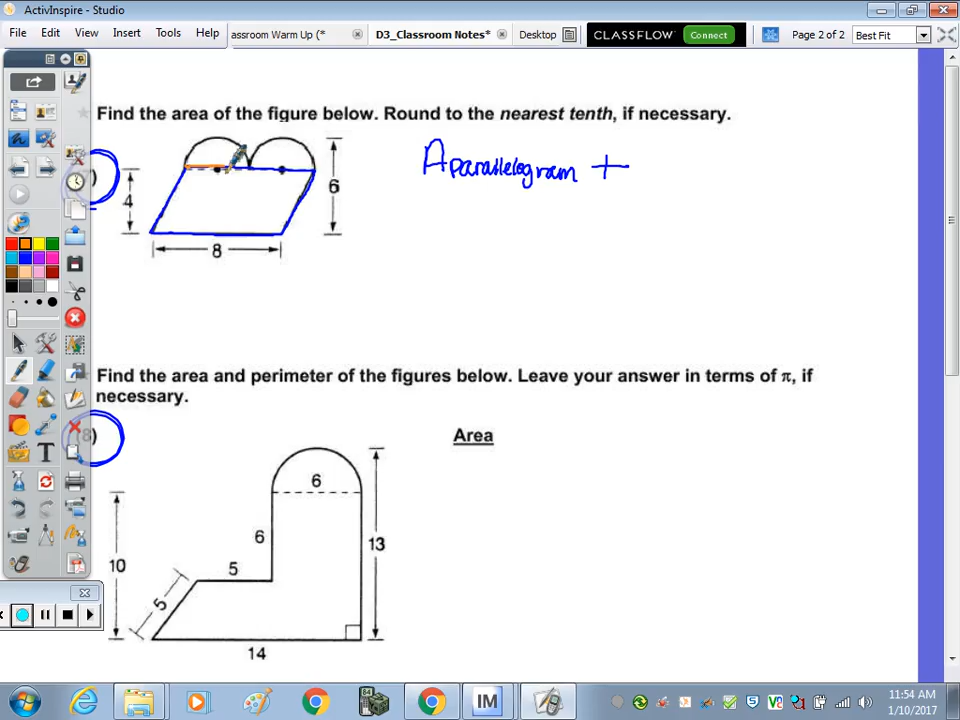 ActivInspire - Studio
File Edit View Insert Tools Help assroom Warm Up (* D3_Classroom Notes* Desktop CLASSFLOW Connect Page 2 of 2 Best Fit
Find the area of the figure below. Round to the nearest tenth, if necessary.
)
4
6
8
A parallelogram +
Find the area and perimeter of the figures below. Leave your answer in terms of π, if
necessary.
8)
Area
6
6
13
10
5
5
14
IM
11:54 AM
1/10/2017